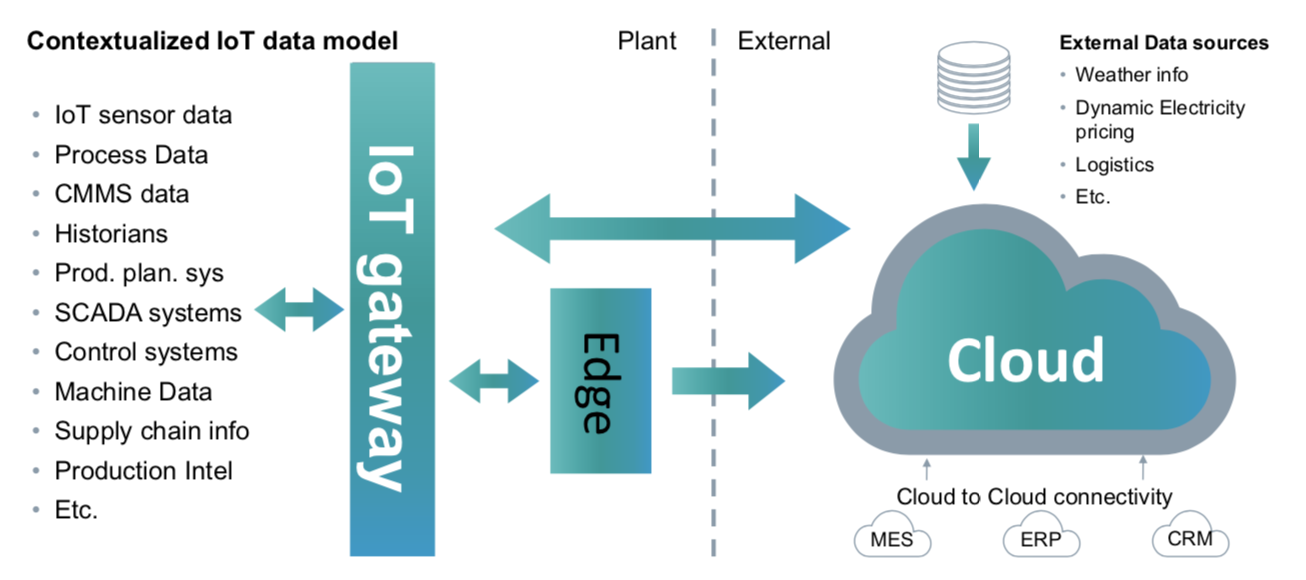 Contextualized IoT data model
IoT sensor data
Process Data
CMMS data
Historians
Prod. plan. sys
SCADA systems
Control systems
Machine Data
Supply chain info
Production Intel
Etc.
IoT gateway
Edge
Plant
External
External Data sources
Weather info
Dynamic Electricity
pricing
Logistics
Etc.
Cloud
Cloud to Cloud connectivity
MES
ERP
CRM